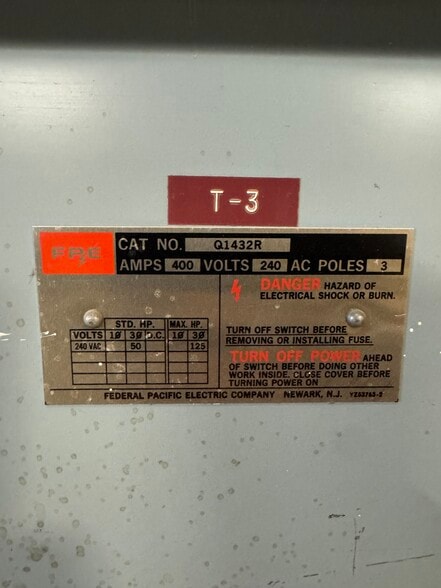 T-3
FPE CAT NO. Q1432R
AMPS 400 VOLTS 240 AC POLES 3
DANGER HAZARD OF
ELECTRICAL SHOCK OR BURN.
TURN OFF SWITCH BEFORE
REMOVING OR INSTALLING FUSE.
TURN OFF POWER AHEAD
OF SWITCH BEFORE DOING OTHER
WORK INSIDE. CLOSE COVER BEFORE
TURNING POWER ON
STD. HP. MAX. HP.
VOLTS 1Ø 3Ø D.C. 1Ø 3Ø
240 VAC 50 125
FEDERAL PACIFIC ELECTRIC COMPANY NEWARK, N.J.